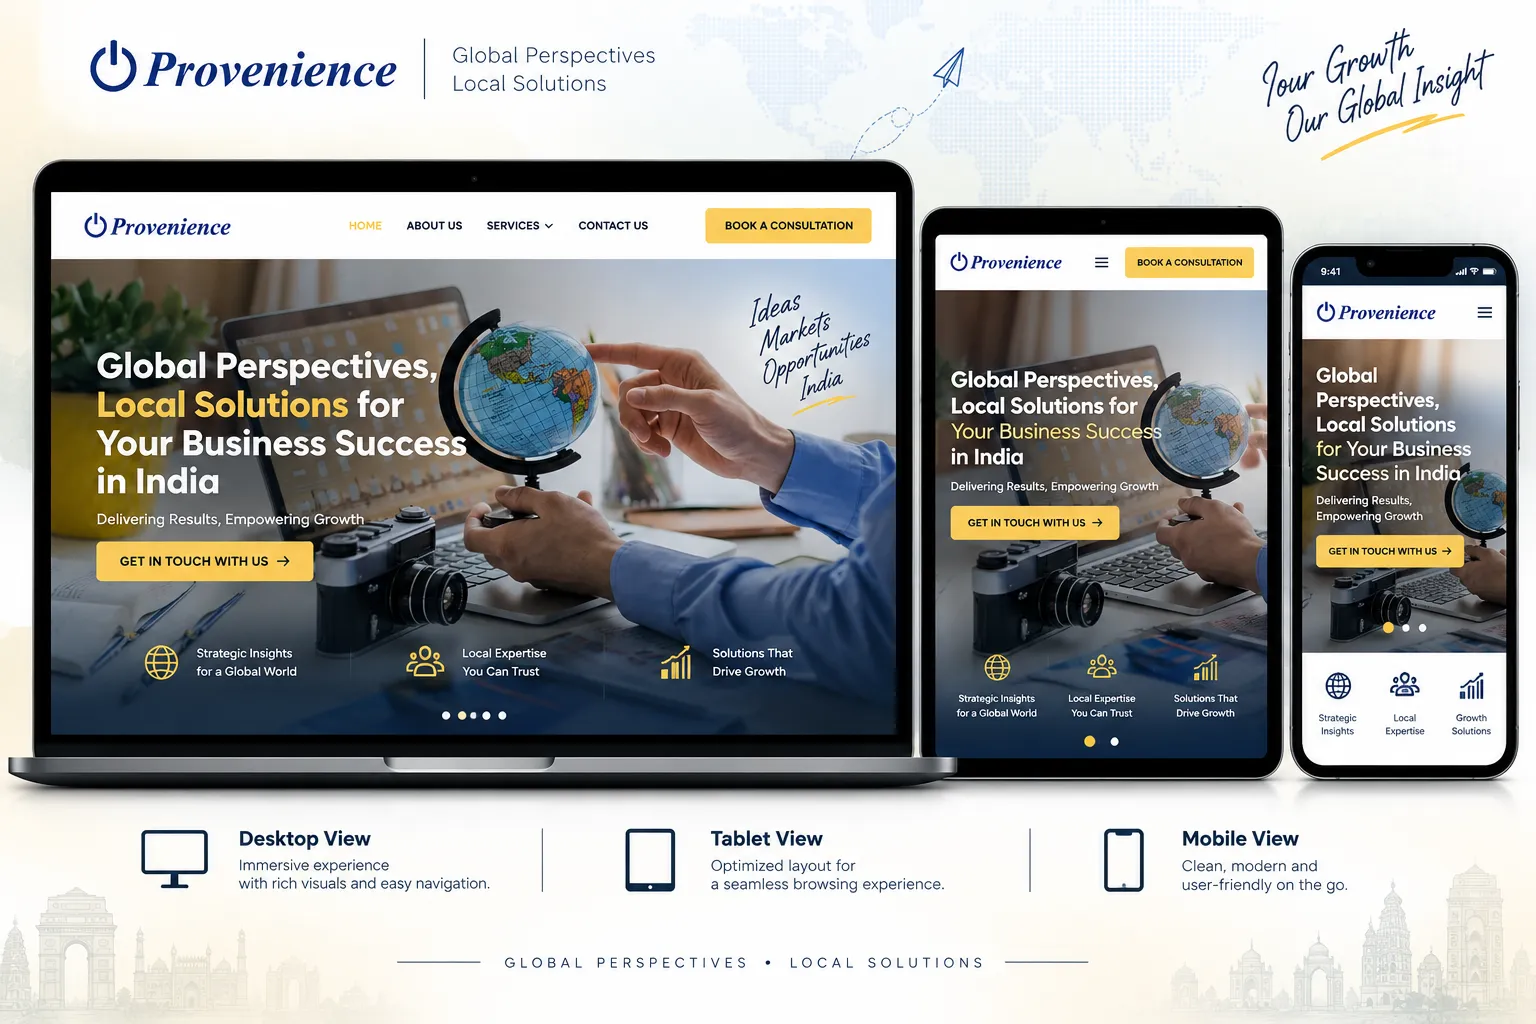 Provenience
Global Perspectives
Local Solutions
Your Growth
Our Global Insight
Provenience
HOME
ABOUT US
SERVICES
CONTACT US
BOOK A CONSULTATION
Ideas
Markets
Opportunities
India
Global Perspectives,
Local Solutions for
Your Business Success
in India
Delivering Results, Empowering Growth
GET IN TOUCH WITH US →
Strategic Insights
for a Global World
Local Expertise
You Can Trust
Solutions That
Drive Growth
Provenience
BOOK A CONSULTATION
Global Perspectives,
Local Solutions for
Your Business Success
in India
Delivering Results, Empowering Growth
GET IN TOUCH WITH US →
Strategic Insights
for a Global World
Local Expertise
You Can Trust
Solutions That
Drive Growth
9:41
Provenience
Global
Perspectives,
Local Solutions
for Your Business
Success in India
Delivering Results,
Empowering Growth
GET IN TOUCH WITH US →
Strategic
Insights
Local
Expertise
Growth
Solutions
Desktop View
Immersive experience
with rich visuals and easy navigation.
Tablet View
Optimized layout for
a seamless browsing experience.
Mobile View
Clean, modern and
user-friendly on the go.
GLOBAL PERSPECTIVES • LOCAL SOLUTIONS